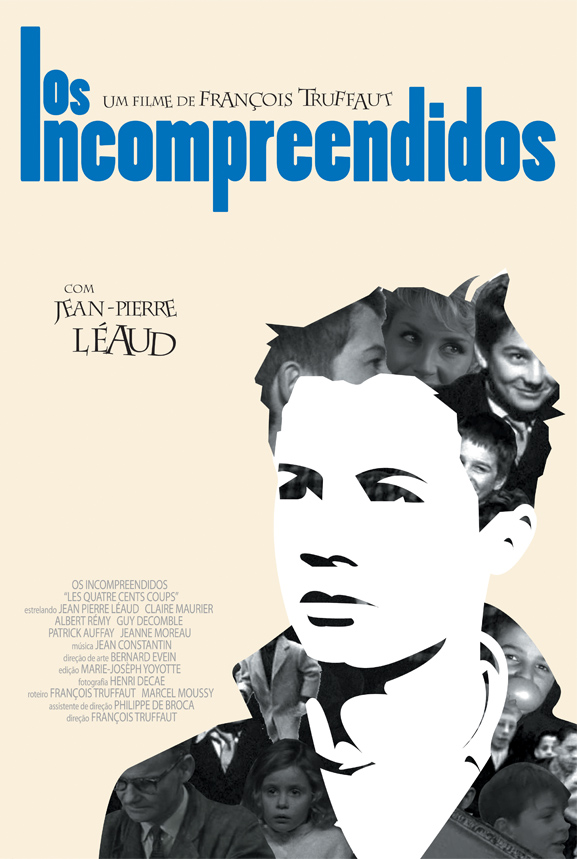 Os
UM FILME DE FRANÇOIS TRUFFAUT
Incompreendidos
COM
JEAN-PIERRE
LÉAUD
OS INCOMPREENDIDOS
"LES QUATRE CENTS COUPS"
estrelando JEAN PIERRE LÉAUD CLAIRE MAURIER
ALBERT RÉMY GUY DECOMBLE
PATRICK AUFFAY JEANNE MOREAU
música JEAN CONSTANTIN
direção de arte BERNARD EVEIN
edição MARIE-JOSEPH YOYOTTE
fotografia HENRI DECAE
roteiro FRANÇOIS TRUFFAUT MARCEL MOUSSY
assistente de direção PHILIPPE DE BROCA
direção FRANÇOIS TRUFFAUT